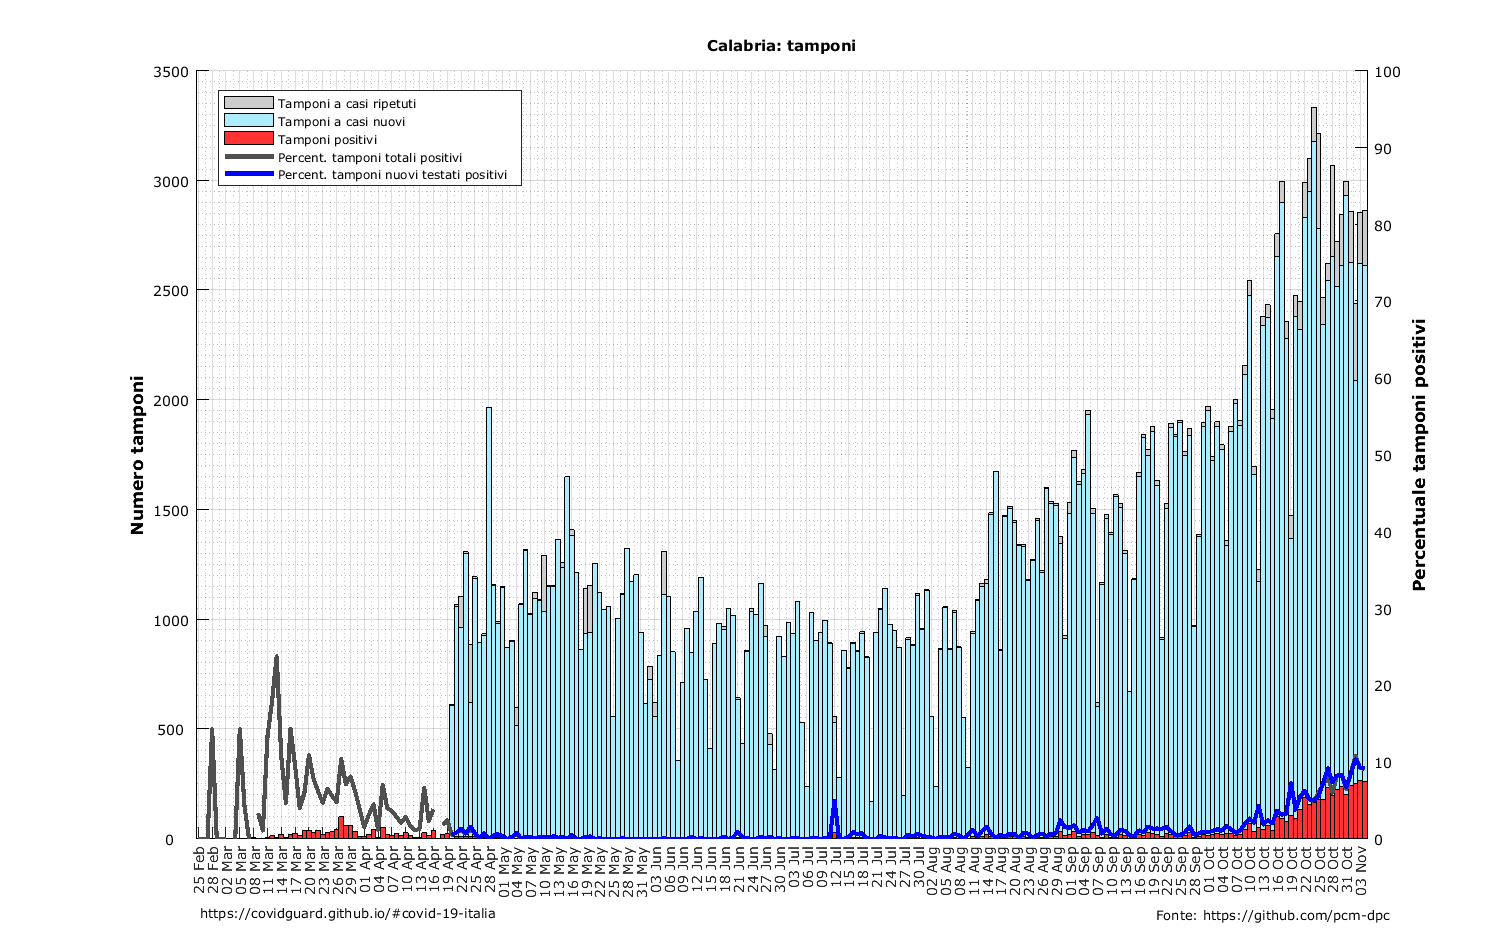 Calabria: tamponi
Tamponi a casi ripetuti
Tamponi a casi nuovi
Tamponi positivi
Percent. tamponi totali positivi
Percent. tamponi nuovi testati positivi
Numero tamponi
3500
3000
2500
2000
1500
1000
500
0
Percentuale tamponi positivi
100
90
80
70
60
50
40
30
20
10
0
25 Feb
28 Feb
02 Mar
05 Mar
08 Mar
11 Mar
14 Mar
17 Mar
20 Mar
23 Mar
26 Mar
29 Mar
01 Apr
04 Apr
07 Apr
10 Apr
13 Apr
16 Apr
19 Apr
22 Apr
25 Apr
28 Apr
01 May
04 May
07 May
10 May
13 May
16 May
19 May
22 May
25 May
28 May
31 May
03 Jun
06 Jun
09 Jun
12 Jun
15 Jun
18 Jun
21 Jun
24 Jun
27 Jun
30 Jun
03 Jul
06 Jul
09 Jul
12 Jul
15 Jul
18 Jul
21 Jul
24 Jul
27 Jul
30 Jul
02 Aug
05 Aug
08 Aug
11 Aug
14 Aug
17 Aug
20 Aug
23 Aug
26 Aug
29 Aug
01 Sep
04 Sep
07 Sep
10 Sep
13 Sep
16 Sep
19 Sep
22 Sep
25 Sep
28 Sep
01 Oct
04 Oct
07 Oct
10 Oct
13 Oct
16 Oct
19 Oct
22 Oct
25 Oct
28 Oct
31 Oct
03 Nov
https://covidguard.github.io/#covid-19-italia
Fonte: https://github.com/pcm-dpc